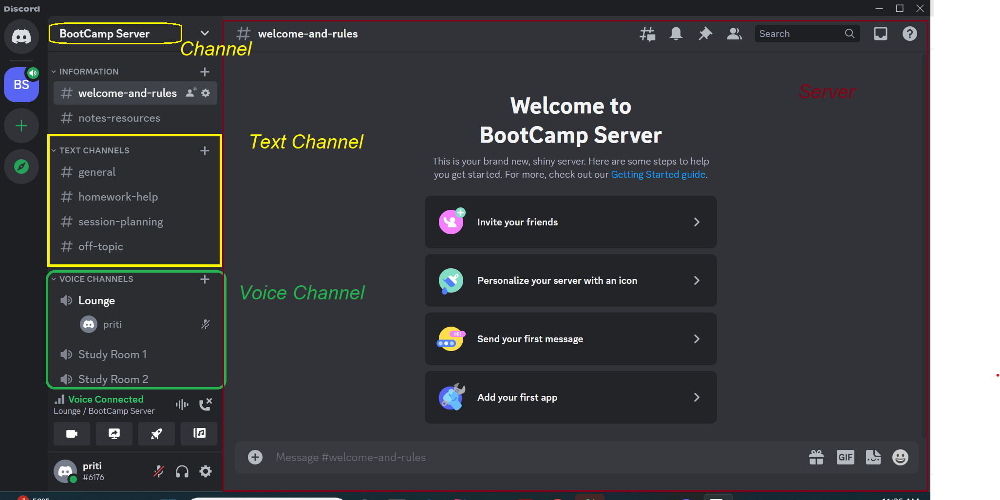 Discord
BootCamp Server
Channel
INFORMATION
welcome-and-rules
notes-resources
TEXT CHANNELS
general
homework-help
session-planning
off-topic
VOICE CHANNELS
Lounge
priti
Study Room 1
Study Room 2
Voice Connected
Lounge / BootCamp Server
priti
#6176
BS
welcome-and-rules
Search
Server
Text Channel
Voice Channel
Welcome to
BootCamp Server
This is your brand new, shiny server. Here are some steps to help
you get started. For more, check out our Getting Started guide.
Invite your friends
Personalize your server with an icon
Hi!
Send your first message
Add your first app
Message #welcome-and-rules
GIF